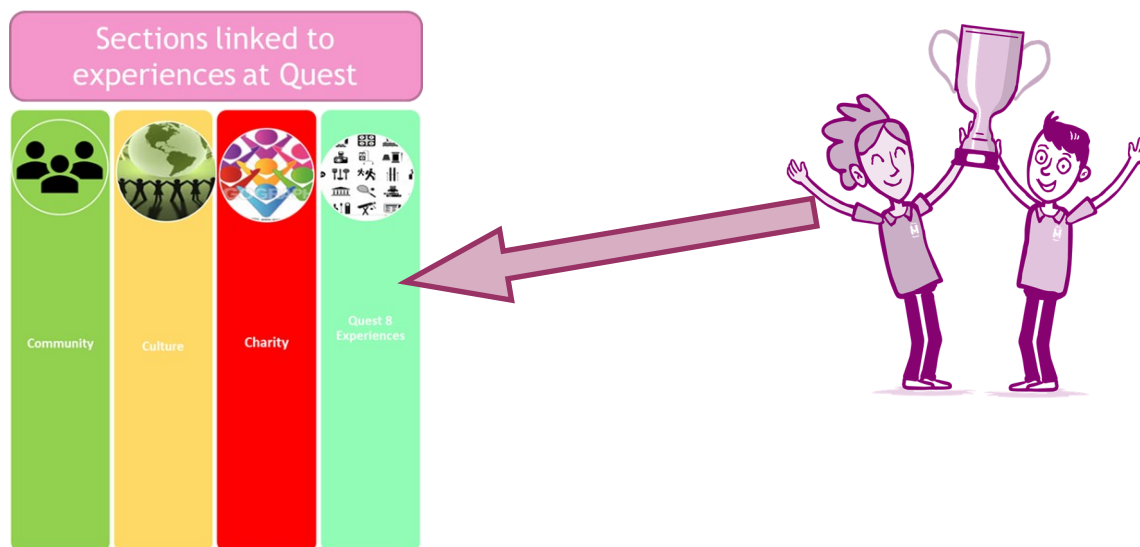 Sections linked to
experiences at Quest
Community
Culture
Charity
Quest 8
Experiences